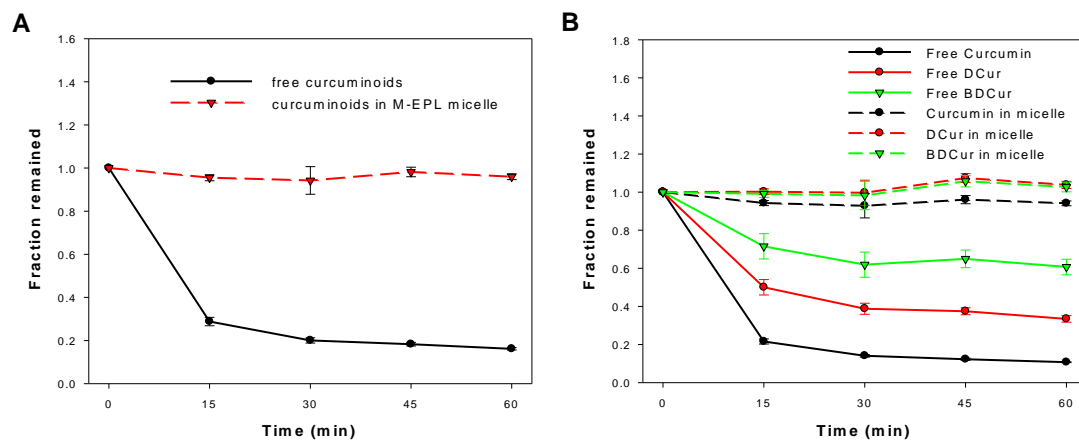 A
1.6
1.4
1.2
1.0
0.8
0.6
0.4
0.2
0.0
Fraction remained
free curcuminoids
curcuminoids in M-EPL micelle
0 15 30 45 60
Time (min)
B
1.8
1.6
1.4
1.2
1.0
0.8
0.6
0.4
0.2
0.0
Fraction remained
Free Curcumin
Free DCur
Free BDCur
Curcumin in micelle
DCur in micelle
BDCur in micelle
0 15 30 45 60
Time (min)